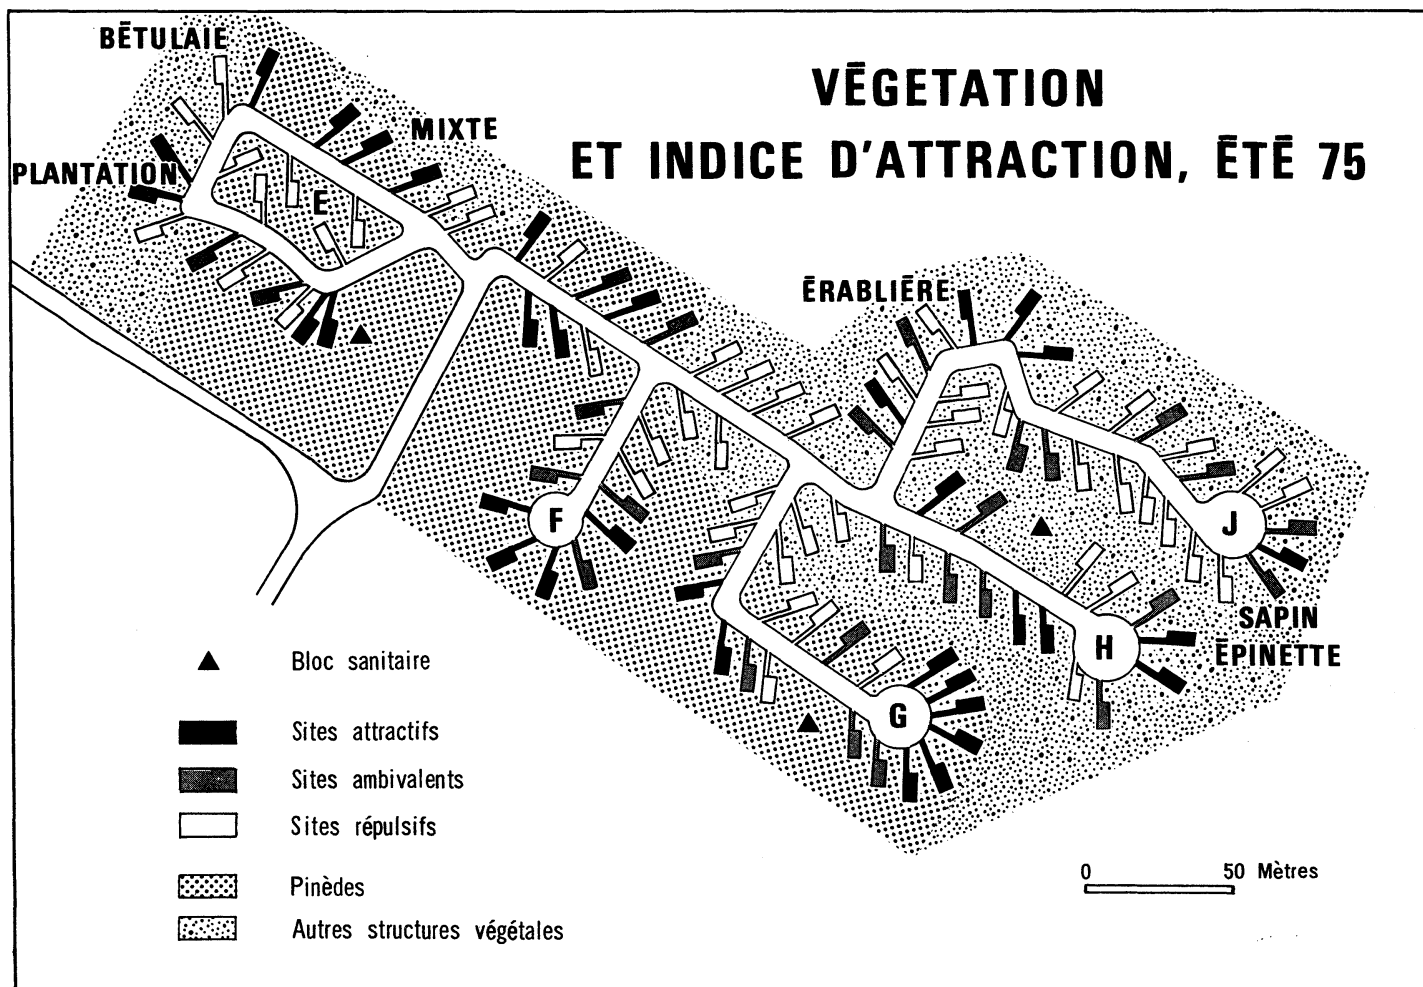 VĒGETATION
ET INDICE D'ATTRACTION, ĒTĒ 75
BĒTULAIE
MIXTE
PLANTATION
E
ĒRABLIĒRE
F
J
SAPIN
ĒPINETTE
H
G
Bloc sanitaire
Sites attractifs
Sites ambivalents
Sites répulsifs
Pinèdes
Autres structures végétales
0 50 Mètres